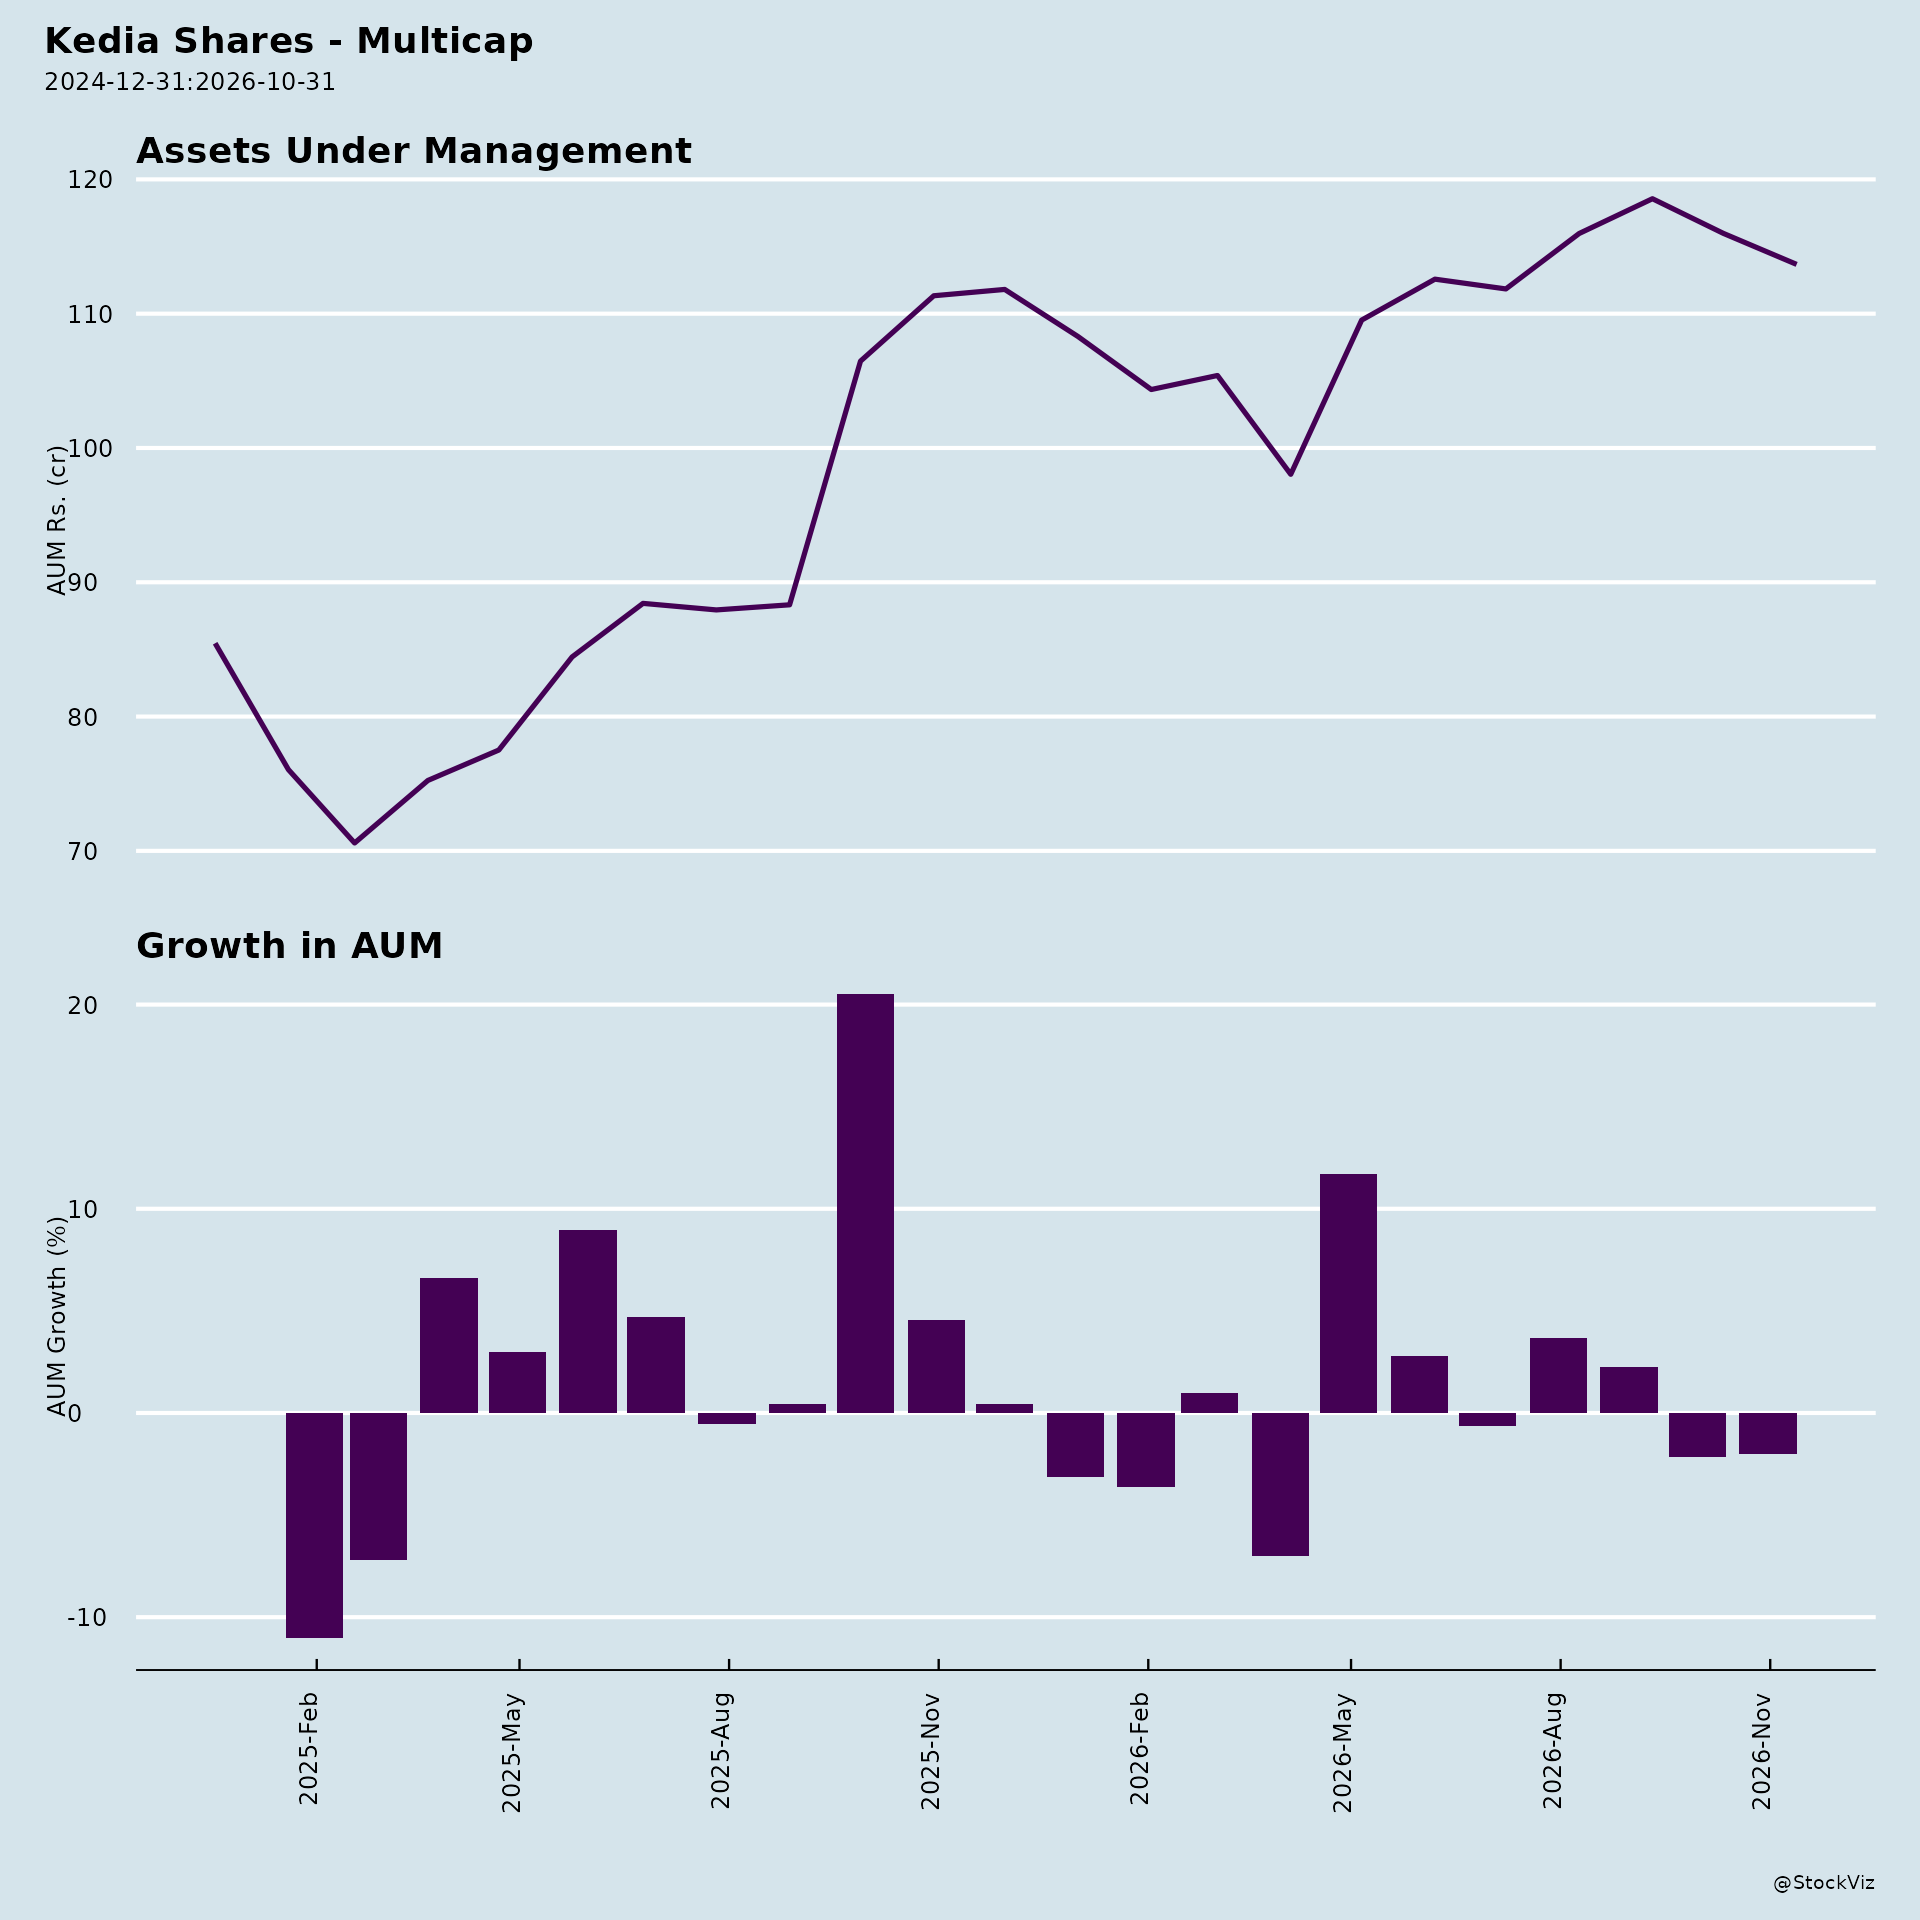 Kedia Shares - Multicap
2024-12-31:2026-10-31
Assets Under Management
120
110
100
90
80
70
AUM Rs. (cr)
Growth in AUM
20
10
0
-10
AUM Growth (%)
2025-Feb
2025-May
2025-Aug
2025-Nov
2026-Feb
2026-May
2026-Aug
2026-Nov
@StockViz